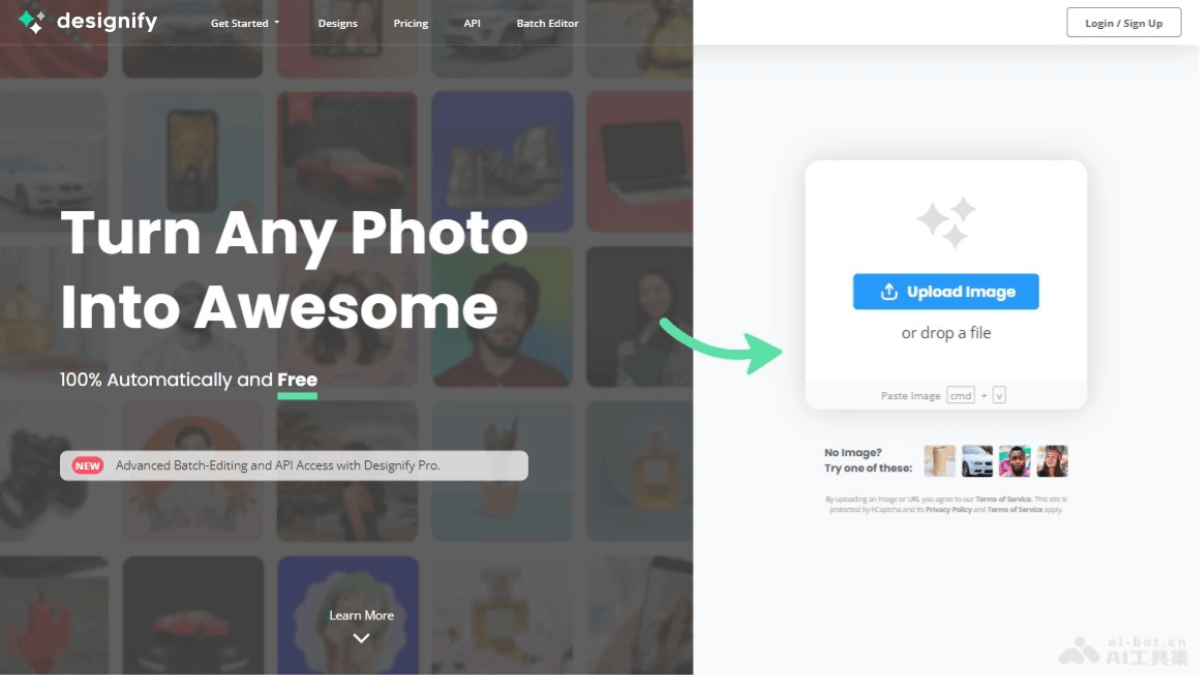 designify
Get Started
Designs
Pricing
API
Batch Editor
Login / Sign Up
Turn Any Photo
Into Awesome
100% Automatically and Free
NEW Advanced Batch-Editing and API Access with Designify Pro.
Learn More
Upload Image
or drop a file
Paste Image cmd + v
No Image?
Try one of these:
By uploading an image or URL you agree to our Terms of Service. This site is
protected by hCaptcha and its Privacy Policy and Terms of Service apply.
ai-bot.cn
AI工具集